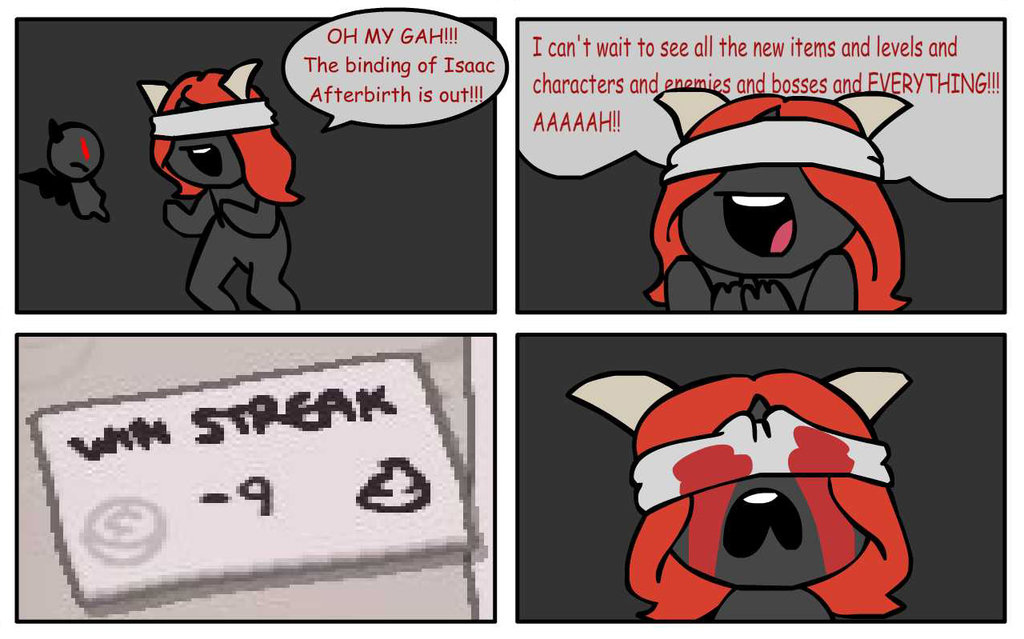 OH MY GAH!!!
The binding of Isaac
Afterbirth is out!!!
I can't wait to see all the new items and levels and
characters and enemies and bosses and EVERYTHING!!!
AAAAAH!!
WIN STREAK
-9